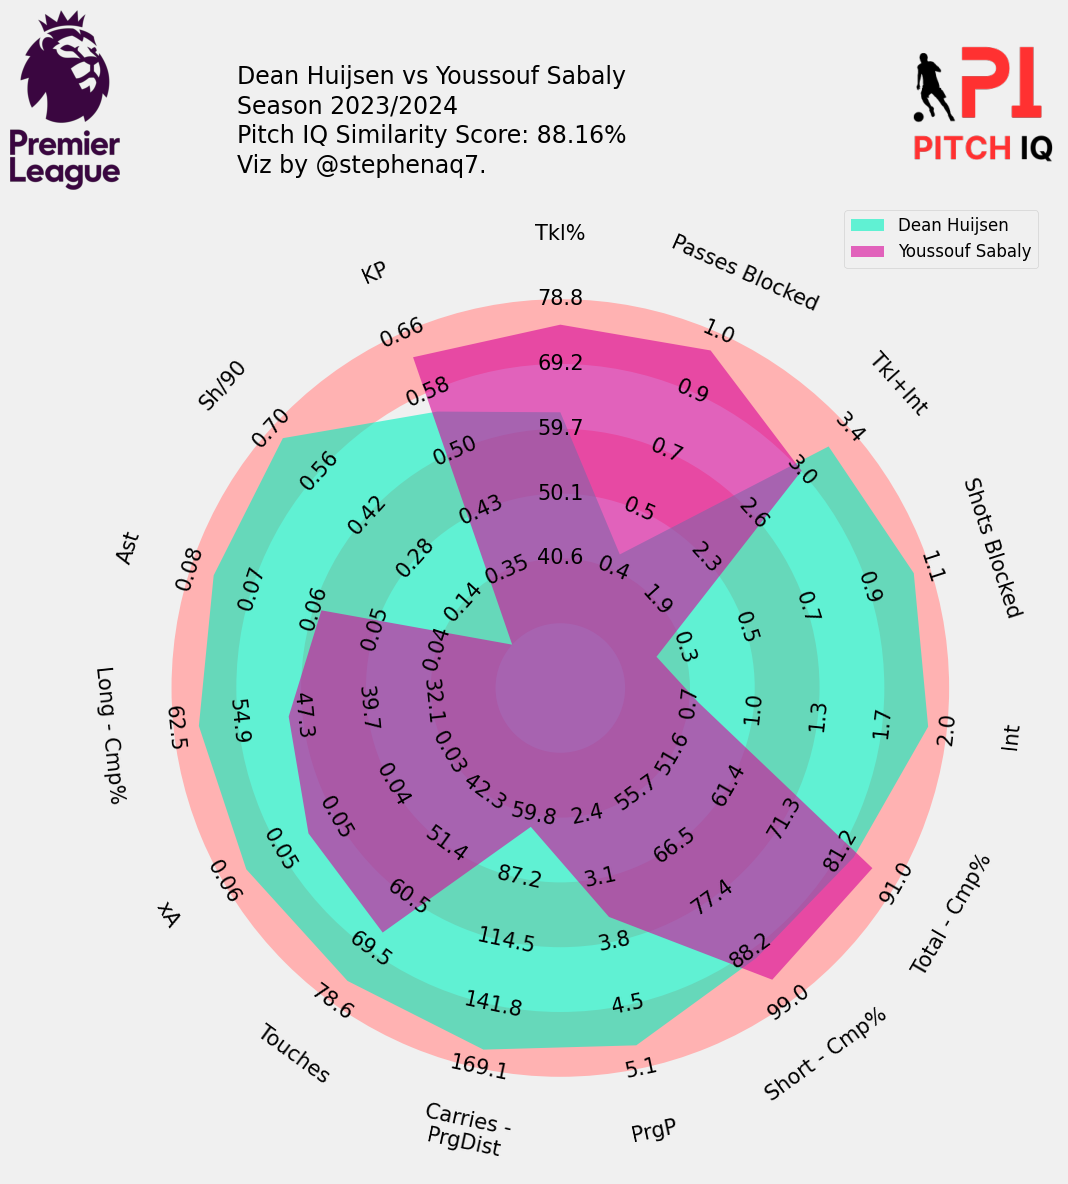 Dean Huijsen vs Youssouf Sabaly
Season 2023/2024
Pitch IQ Similarity Score: 88.16%
Viz by @stephenaq7.
Premier
League
PI
PITCH IQ
Dean Huijsen
Youssouf Sabaly
Tkl%
40.6
50.1
59.7
69.2
78.8
Passes Blocked
0.4
0.5
0.7
0.9
1.0
Tkl+Int
1.9
2.3
2.6
3.0
3.4
Shots Blocked
0.3
0.5
0.7
0.9
1.1
Int
0.7
1.0
1.3
1.7
2.0
Total - Cmp%
51.6
61.4
71.3
81.2
91.0
Short - Cmp%
55.7
66.5
77.4
88.2
99.0
PrgP
2.4
3.1
3.8
4.5
5.1
Carries -
PrgDist
59.8
87.2
114.5
141.8
169.1
Touches
42.3
51.4
60.5
69.5
78.6
xA
0.03
0.04
0.05
0.05
0.06
Long - Cmp%
32.1
39.7
47.3
54.9
62.5
Ast
0.04
0.05
0.06
0.07
0.08
Sh/90
0.14
0.28
0.42
0.56
0.70
KP
0.35
0.43
0.50
0.58
0.66